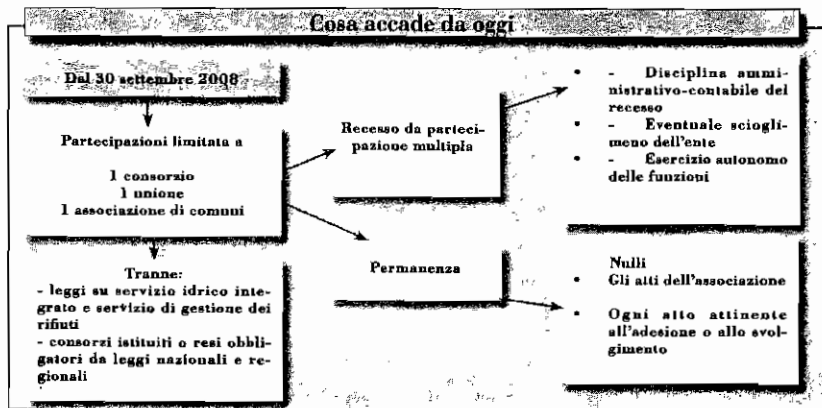 Cosa accade da oggi
Dal 30 settembre 2008
Partecipazioni limitata a
1 consorzio
1 unione
1 associazione di comuni
Tranne:
- leggi su servizio idrico inte-
grato e servizio di gestione dei
rifiuti
- consorzi istituiti o resi obbli-
gatori da leggi nazionali e re-
gionali
Recesso da parteci-
pazione multipla
Permanenza
• - Disciplina ammi-
nistrativo-contabile del
recesso
• - Eventuale sciogli-
meno dell'ente
• - Esercizio autonomo
delle funzioni
Nulli
• Gli atti dell'associazione
• Ogni atto attinente
all'adesione o allo svol-
gimento